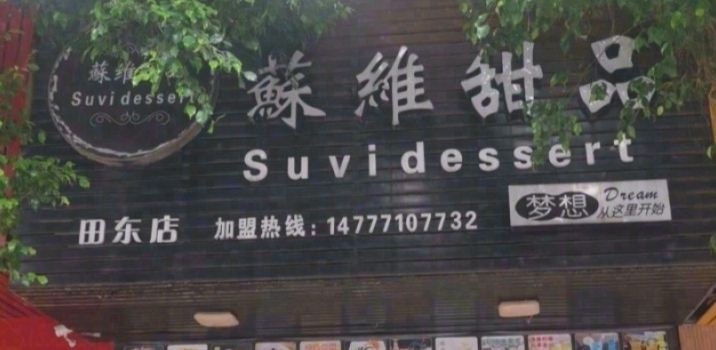 蘇維
Suvidessert
蘇維甜品
Suvidessert
田东店
加盟热线：14777107732
梦想
Dream
从这里开始